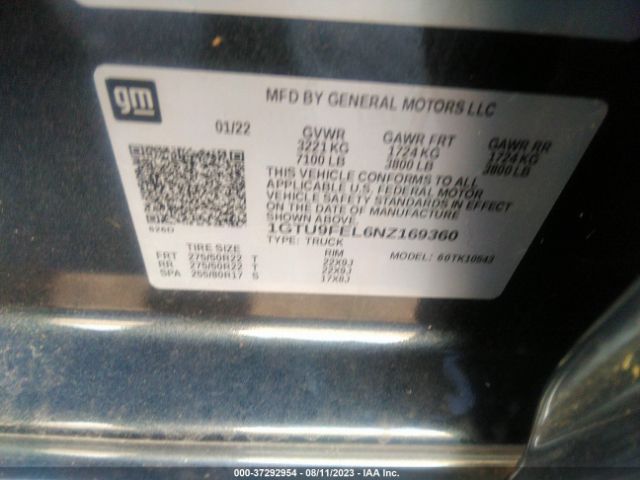 gm
MFD BY GENERAL MOTORS LLC
01/22
GVWR GAWR FRT GAWR RR
3221 KG 1724 KG 1724 KG
7100 LB 3800 LB 3800 LB
THIS VEHICLE CONFORMS TO ALL
APPLICABLE U.S. FEDERAL MOTOR
VEHICLE SAFETY STANDARDS IN EFFECT
ON THE DATE OF MANUFACTURE
SHOWN ABOVE.
1GTU9FEL6NZ169360
TYPE: TRUCK MODEL: 60TK10543
TIRE SIZE RIM
FRT 275/50R22 T 22X9J
RR 275/50R22 T 22X9J
SPA 255/80R17 S 17X8J
000-37292954 - 08/11/2023 - IAA Inc.